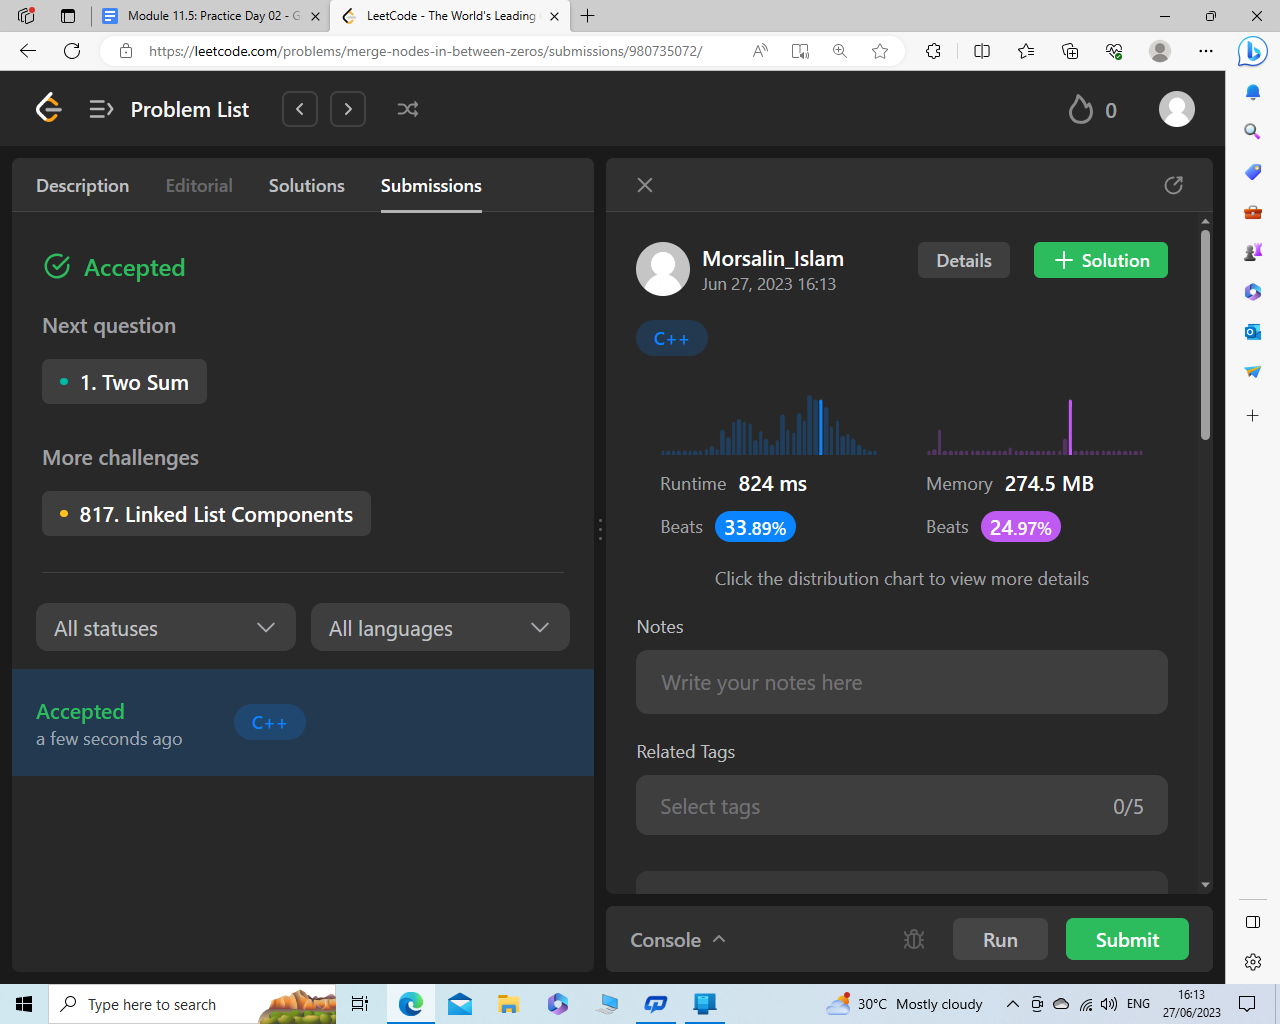 Module 11.5: Practice Day 02 - G
LeetCode - The World's Leading
https://leetcode.com/problems/merge-nodes-in-between-zeros/submissions/980735072/
Problem List
0
Description
Editorial
Solutions
Submissions
Accepted
Next question
1. Two Sum
More challenges
817. Linked List Components
All statuses
All languages
Accepted
a few seconds ago
C++
Morsalin_Islam
Jun 27, 2023 16:13
Details
Solution
C++
Runtime 824 ms
Memory 274.5 MB
Beats 33.89%
Beats 24.97%
Click the distribution chart to view more details
Notes
Write your notes here
Related Tags
Select tags
0/5
Console
Run
Submit
Type here to search
30°C Mostly cloudy
ENG
16:13
27/06/2023